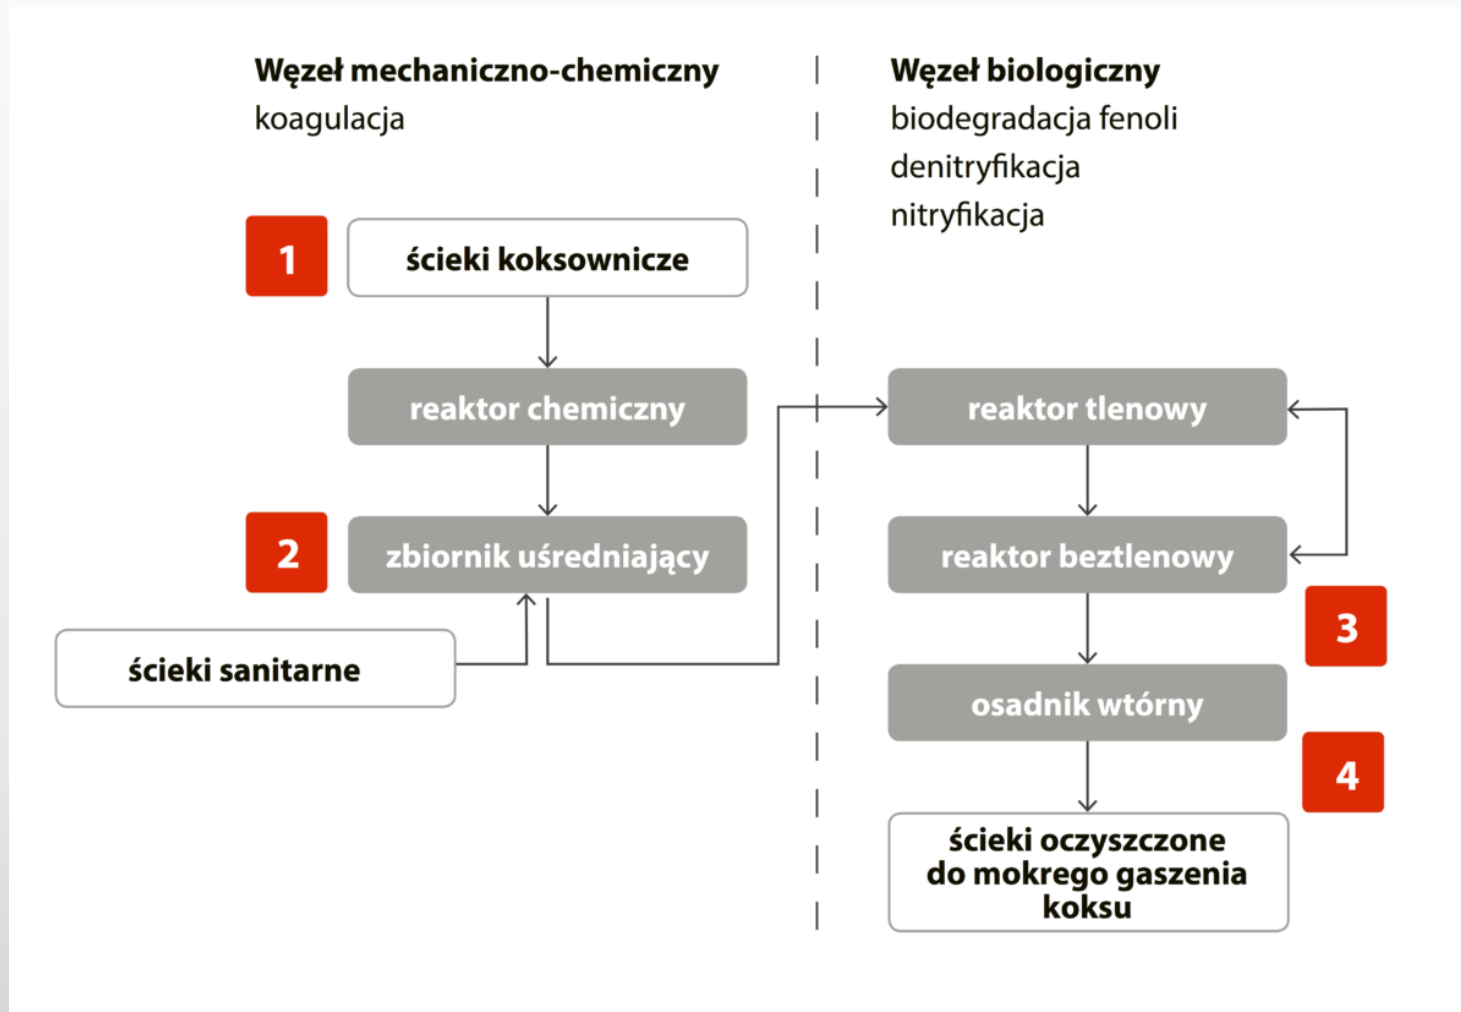 Węzeł mechaniczno-chemiczny
koagulacja
1
ścieki koksownicze
reaktor chemiczny
2
zbiornik uśredniający
ścieki sanitarne
Węzeł biologiczny
biodegradacja fenoli
denitryfikacja
nitryfikacja
reaktor tlenowy
reaktor beztlenowy
3
osadnik wtórny
4
ścieki oczyszczone
do mokrego gaszenia
koksu